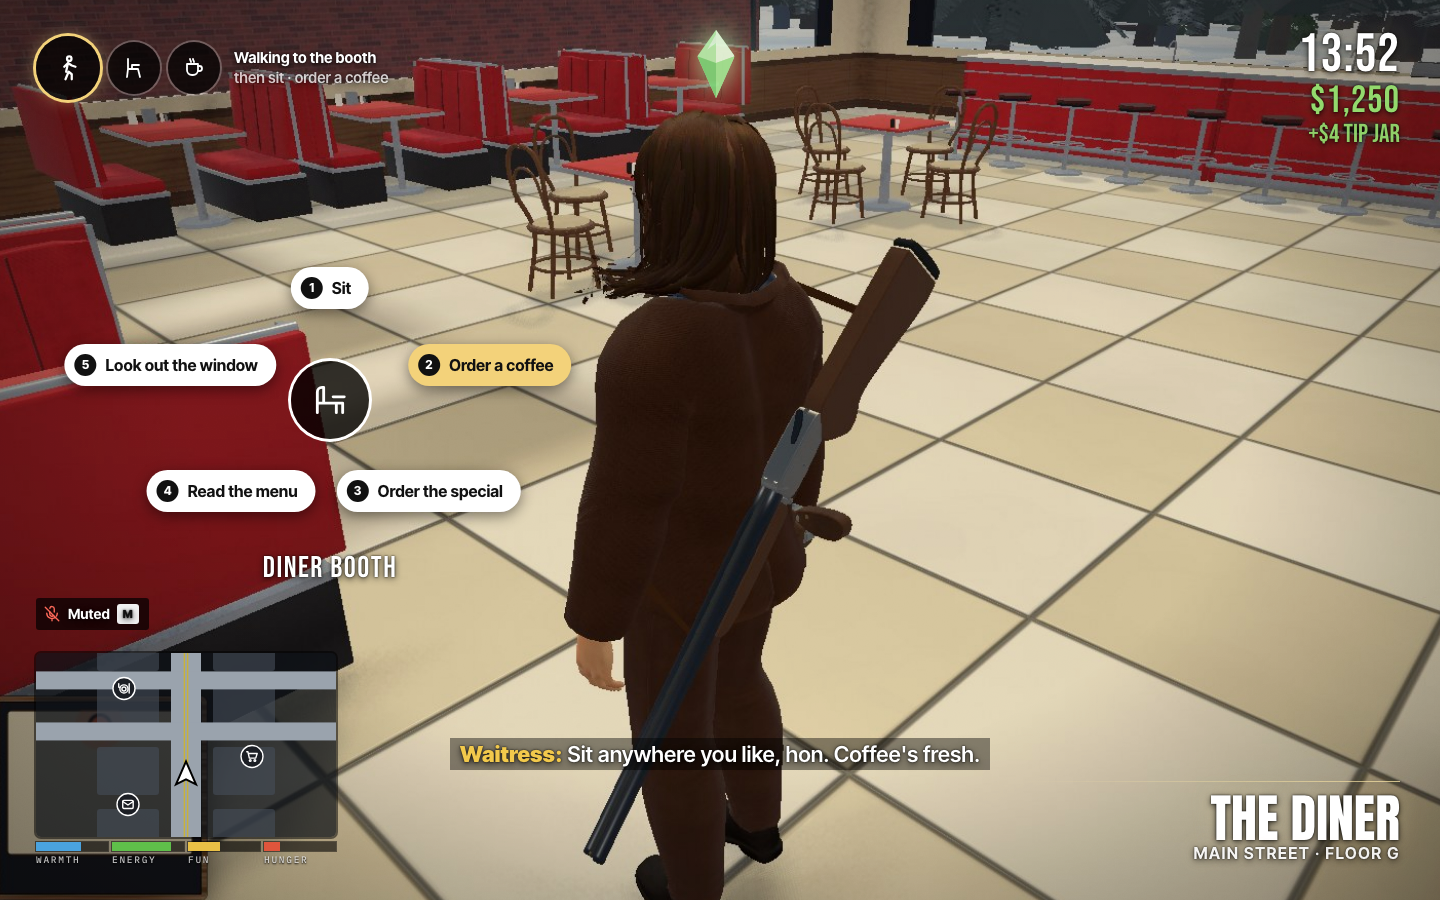 Walking to the booth
then sit · order a coffee
13:52
$1,250
+$4 TIP JAR
1 Sit
5 Look out the window
2 Order a coffee
4 Read the menu
3 Order the special
DINER BOOTH
Muted M
Waitress: Sit anywhere you like, hon. Coffee's fresh.
WARMTH ENERGY FUN HUNGER
THE DINER
MAIN STREET · FLOOR G